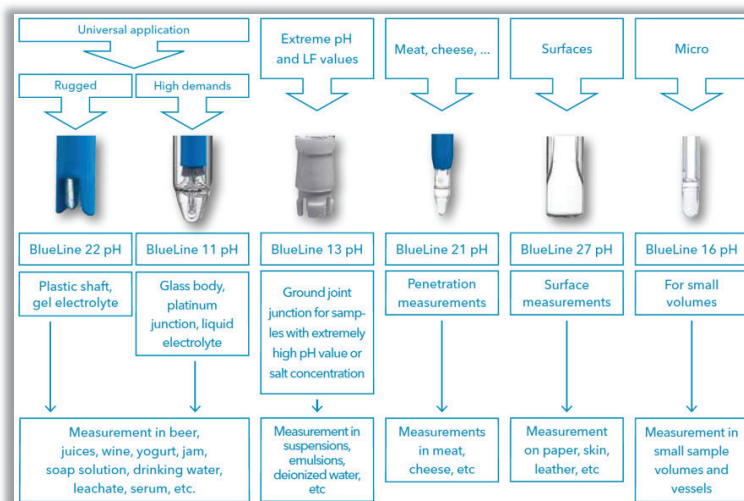 Universal application
Rugged
High demands
Extreme pH
and LF values
Meat, cheese, ...
Surfaces
Micro
BlueLine 22 pH
BlueLine 11 pH
BlueLine 13 pH
BlueLine 21 pH
BlueLine 27 pH
BlueLine 16 pH
Plastic shaft,
gel electrolyte
Glass body,
platinum
junction, liquid
electrolyte
Ground joint
junction for sam-
ples with extremely
high pH value or
salt concentration
Penetration
measurements
Surface
measurements
For small
volumes
Measurement in beer,
juices, wine, yogurt, jam,
soap solution, drinking water,
leachate, serum, etc.
Measurement in
suspensions,
emulsions,
deionized water,
etc
Measurements
in meat,
cheese, etc
Measurement
on paper, skin,
leather, etc
Measurement in
small sample
volumes and
vessels